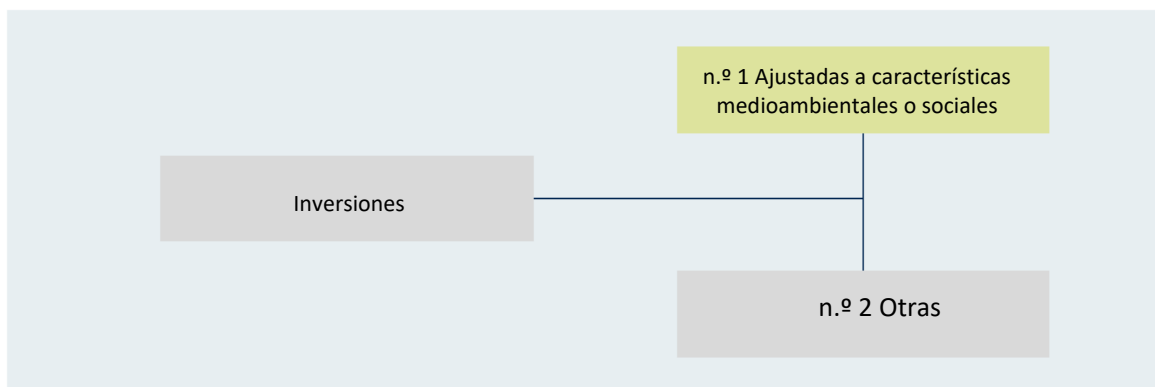 n.º 1 Ajustadas a características
medioambientales o sociales
Inversiones
n.º 2 Otras